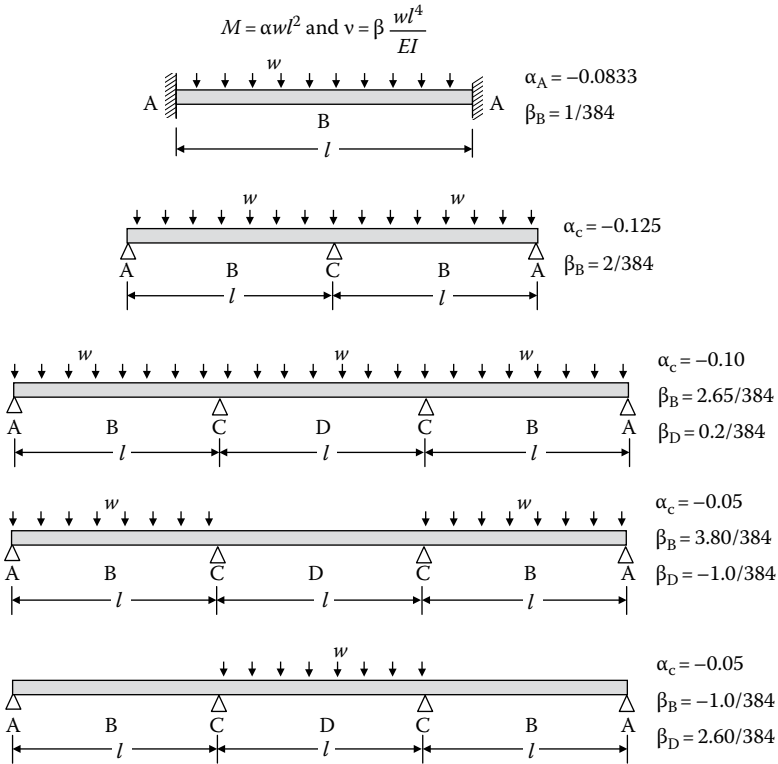 M = αwl² and ν = β wl⁴/EI
w
A A
B
l
α_A = −0.0833
β_B = 1/384
w w
A B C B A
l l
α_c = −0.125
β_B = 2/384
w w w
A B C D C B A
l l l
α_c = −0.10
β_B = 2.65/384
β_D = 0.2/384
w w
A B C D C B A
l l l
α_c = −0.05
β_B = 3.80/384
β_D = −1.0/384
w
A B C D C B A
l l l
α_c = −0.05
β_B = −1.0/384
β_D = 2.60/384